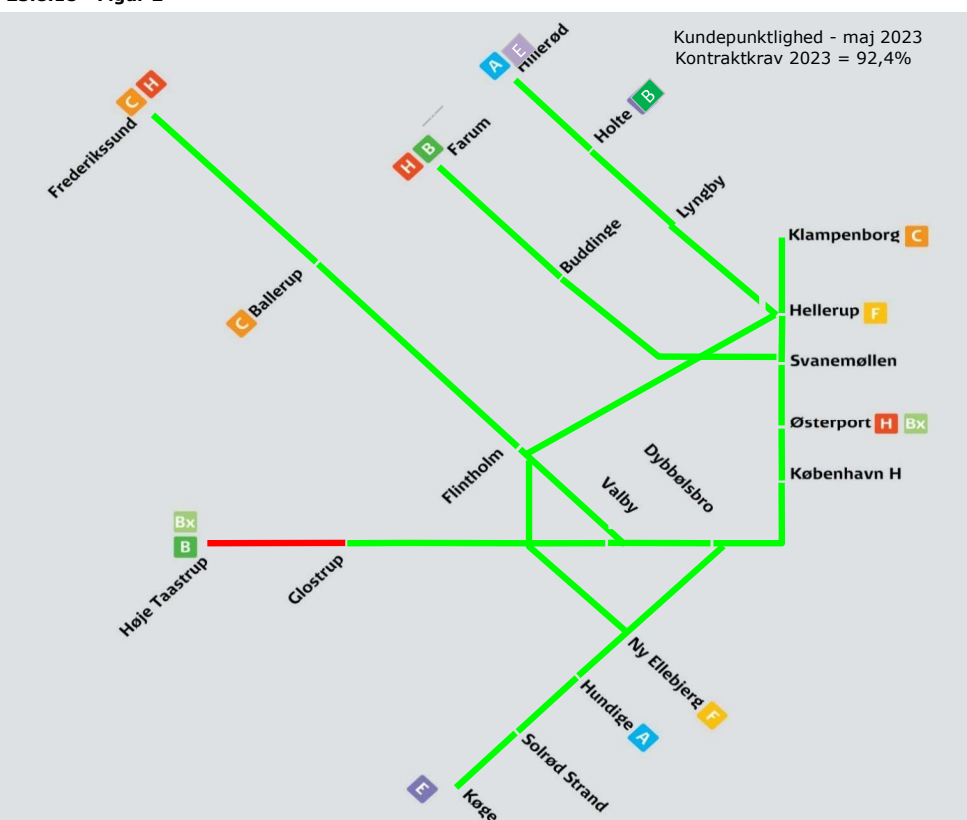 Kundepunktlighed - maj 2023
Kontraktkrav 2023 = 92,4%
A E
Holte B
C H
Frederikssund
H B Farum
Lyngby
Buddinge
Klampenborg C
C Ballerup
Hellerup F
Svanemøllen
Østerport H Bx
København H
Flintholm
Valby
Dybbølsbro
Bx
B
Høje Taastrup
Glostrup
Ny Ellebjerg F
Hundige A
Solrød Strand
E Køge